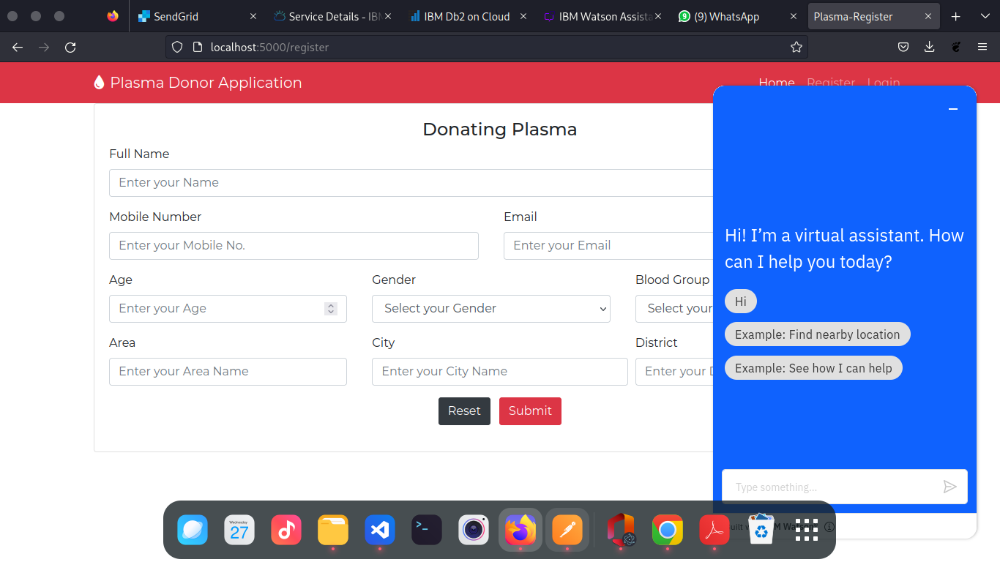 SendGrid
Service Details - IBM
IBM Db2 on Cloud
IBM Watson Assista
(9) WhatsApp
Plasma-Register
localhost:5000/register
Plasma Donor Application
Home Register Login
Donating Plasma
Full Name
Enter your Name
Mobile Number Email
Enter your Mobile No. Enter your Email
Age Gender Blood Group
Enter your Age Select your Gender Select your
Area City District
Enter your Area Name Enter your City Name Enter your
Reset Submit
Hi! I'm a virtual assistant. How
can I help you today?
Hi
Example: Find nearby location
Example: See how I can help
Type something...
Wednesday
27